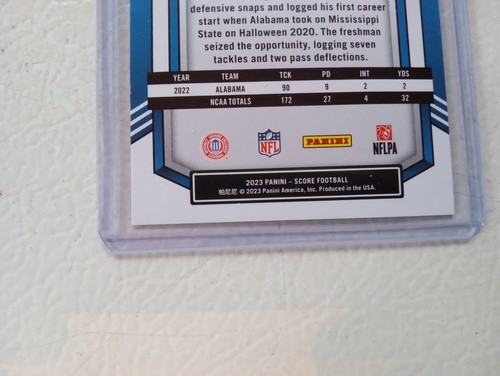 defensive snaps and logged his first career
start when Alabama took on Mississippi
State on Halloween 2020. The freshman
seized the opportunity, logging seven
tackles and two pass deflections.
YEAR TEAM TCK PD INT YDS
2022 ALABAMA 90 9 2 2
NCAA TOTALS 172 27 4 32
NFL PANINI NFLPA
2023 PANINI – SCORE FOOTBALL
帕尼尼 © 2023 Panini America, Inc. Produced in the USA.